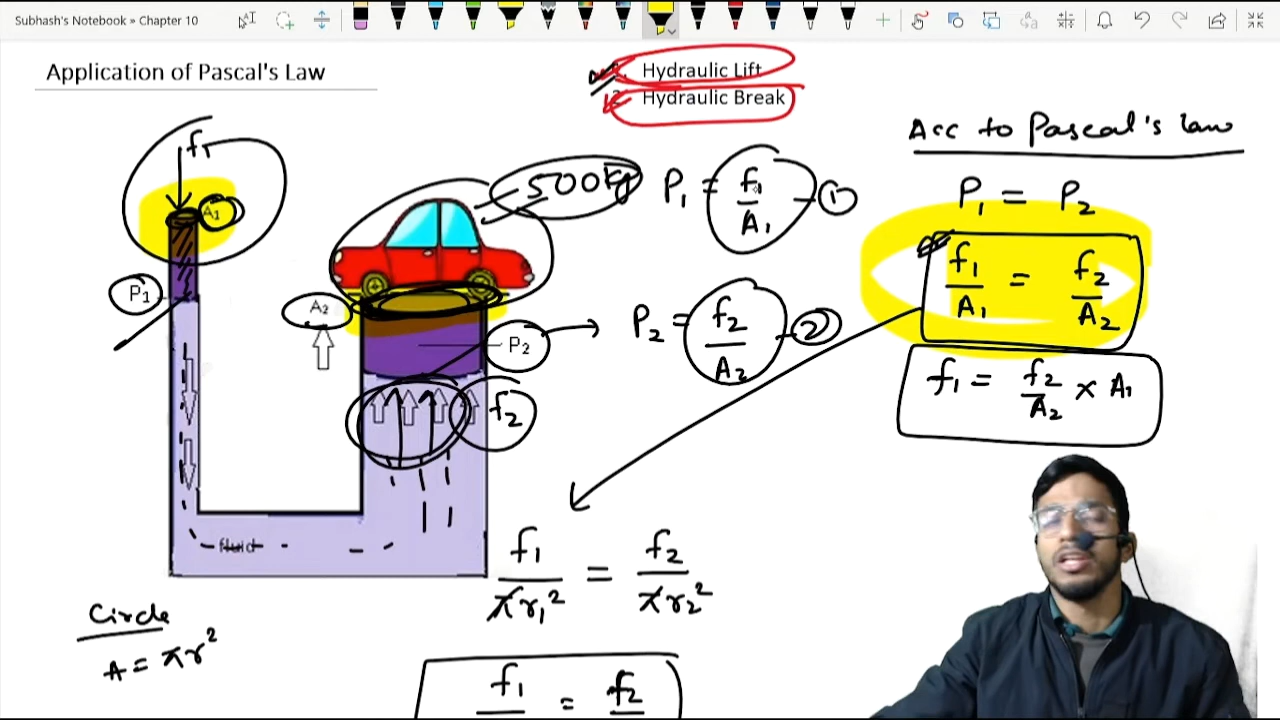 Subhash's Notebook » Chapter 10
Application of Pascal's Law
Hydraulic Lift
Hydraulic Break
Acc to Pascal's law
f₁
A₁
500kg
P₁ = f₁/A₁ - ①
P₁ = P₂
P₁
A₂
P₂
P₂ = f₂/A₂ - ②
f₁/A₁ = f₂/A₂
f₂
f₁ = f₂/A₂ × A₁
fluid
f₁/πr₁² = f₂/πr₂²
Circle
A = πr²
f₁ = f₂